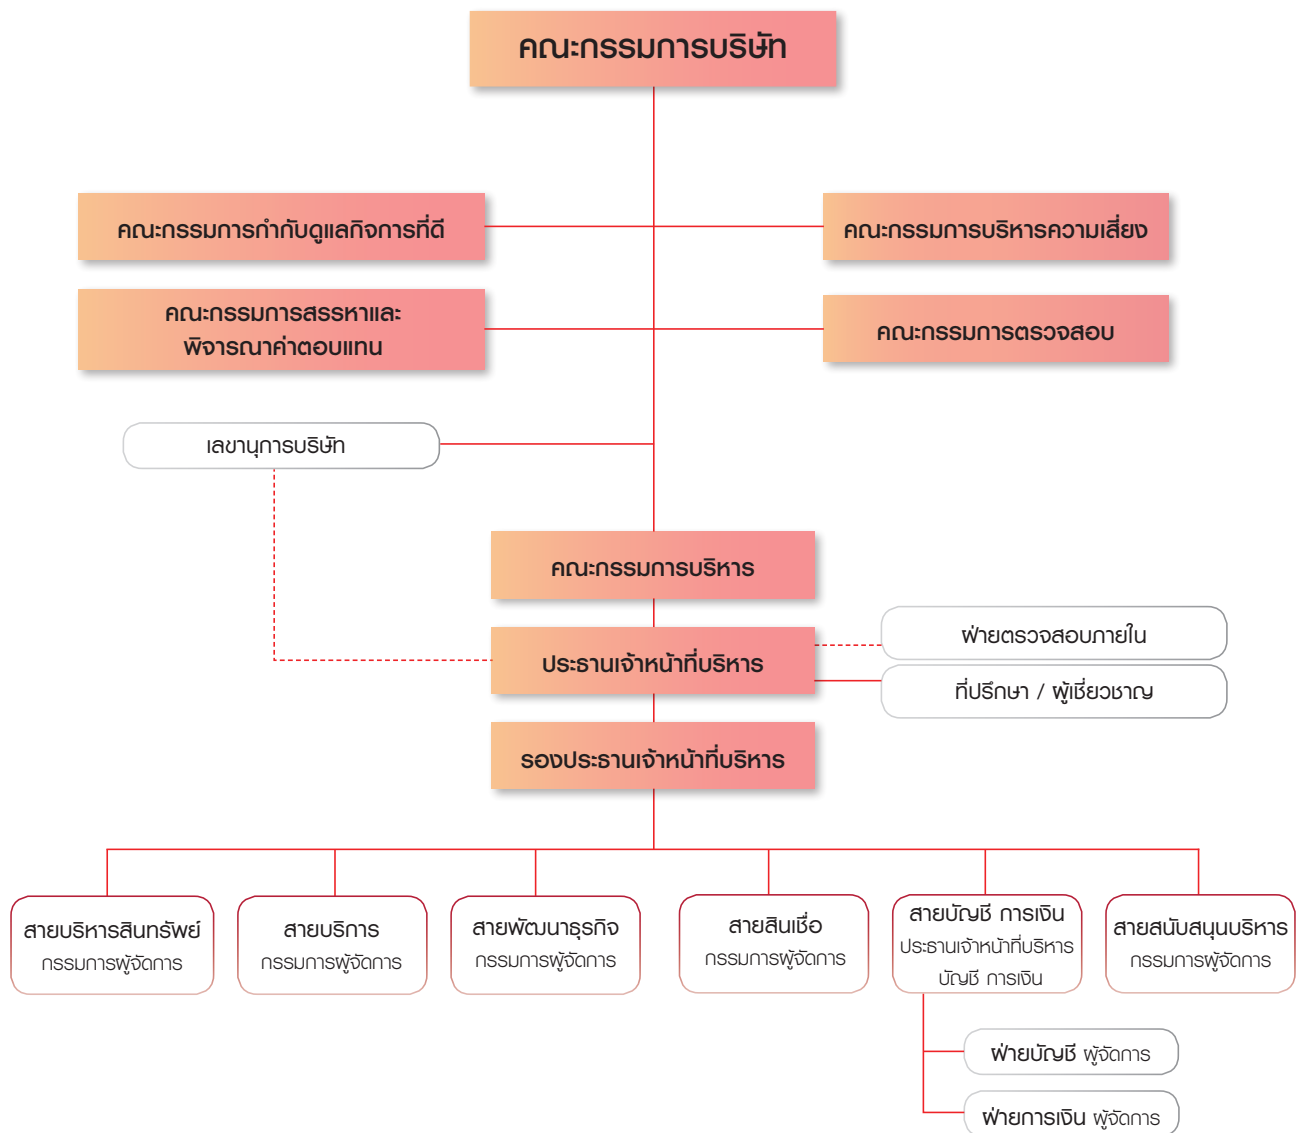 คณะกรรมการบริษัท
คณะกรรมการกำกับดูแลกิจการที่ดี
คณะกรรมการบริหารความเสี่ยง
คณะกรรมการสรรหาและ
พิจารณาค่าตอบแทน
คณะกรรมการตรวจสอบ
เลขานุการบริษัท
คณะกรรมการบริหาร
ประธานเจ้าหน้าที่บริหาร
ฝ่ายตรวจสอบภายใน
ที่ปรึกษา / ผู้เชี่ยวชาญ
รองประธานเจ้าหน้าที่บริหาร
สายบริหารสินทรัพย์
กรรมการผู้จัดการ
สายบริการ
กรรมการผู้จัดการ
สายพัฒนาธุรกิจ
กรรมการผู้จัดการ
สายสินเชื่อ
กรรมการผู้จัดการ
สายบัญชี การเงิน
ประธานเจ้าหน้าที่บริหาร
บัญชี การเงิน
สายสนับสนุนบริหาร
กรรมการผู้จัดการ
ฝ่ายบัญชี ผู้จัดการ
ฝ่ายการเงิน ผู้จัดการ